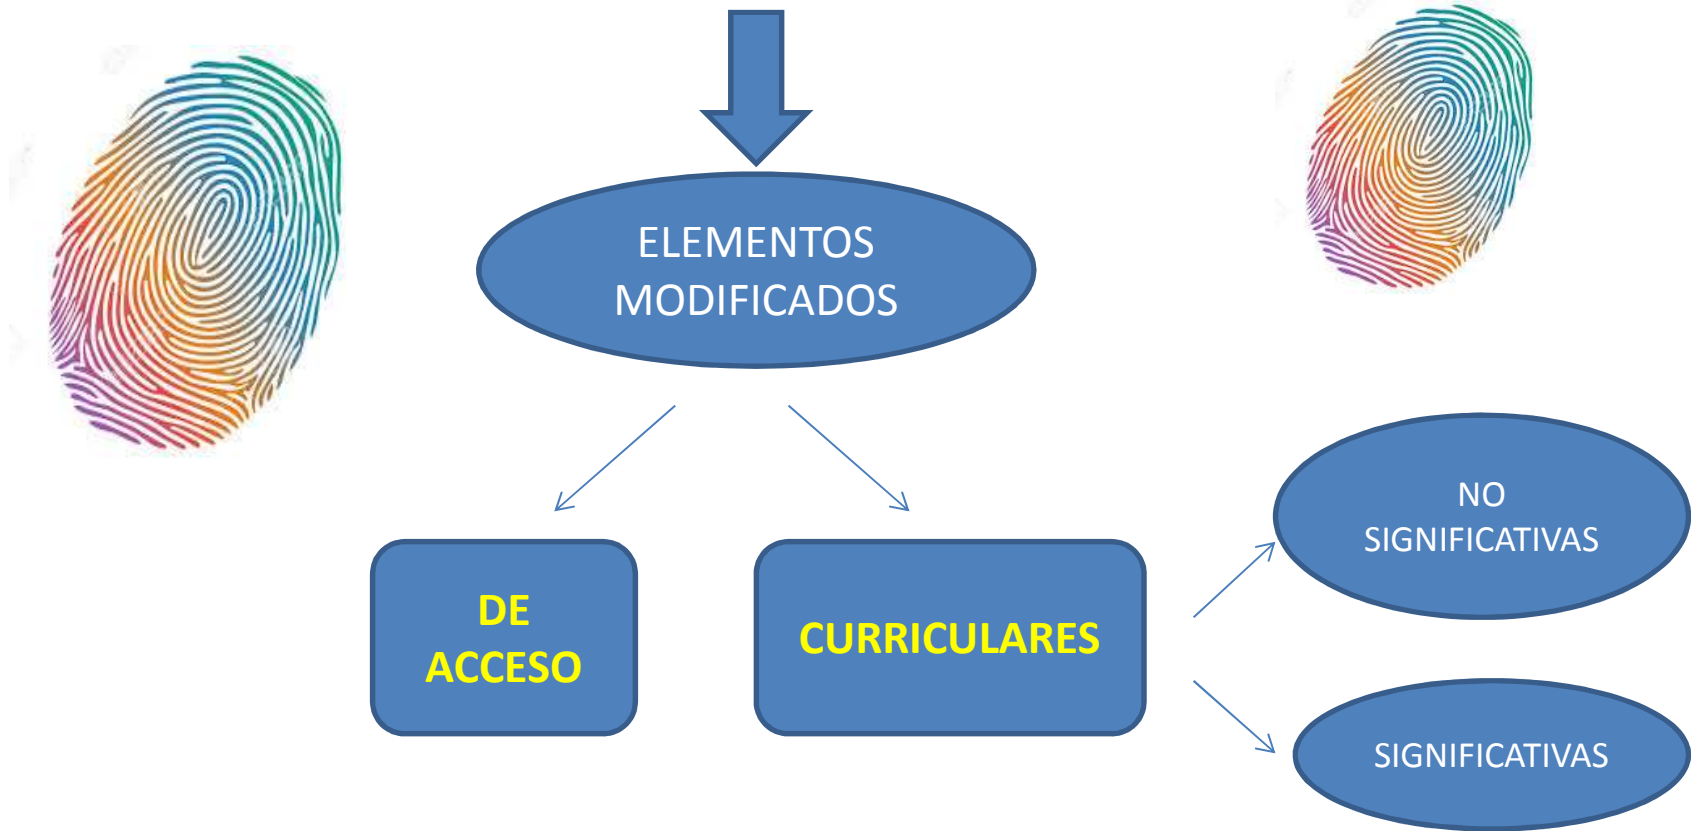 ELEMENTOS
MODIFICADOS
DE
ACCESO
CURRICULARES
NO
SIGNIFICATIVAS
SIGNIFICATIVAS